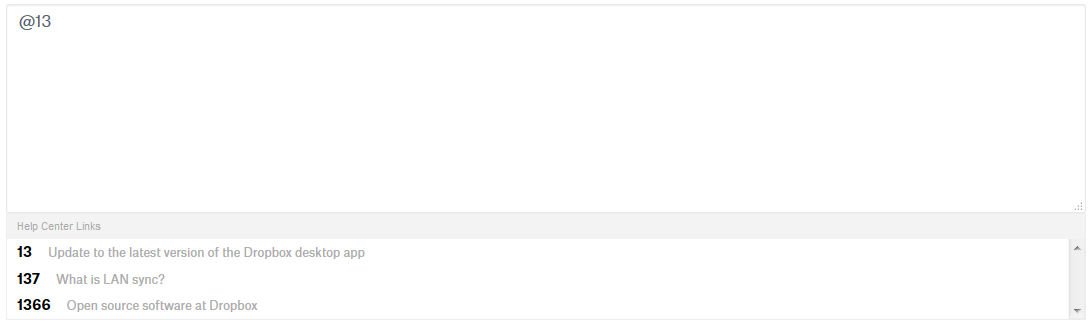 @13
Help Center Links
13 Update to the latest version of the Dropbox desktop app
137 What is LAN sync?
1366 Open source software at Dropbox